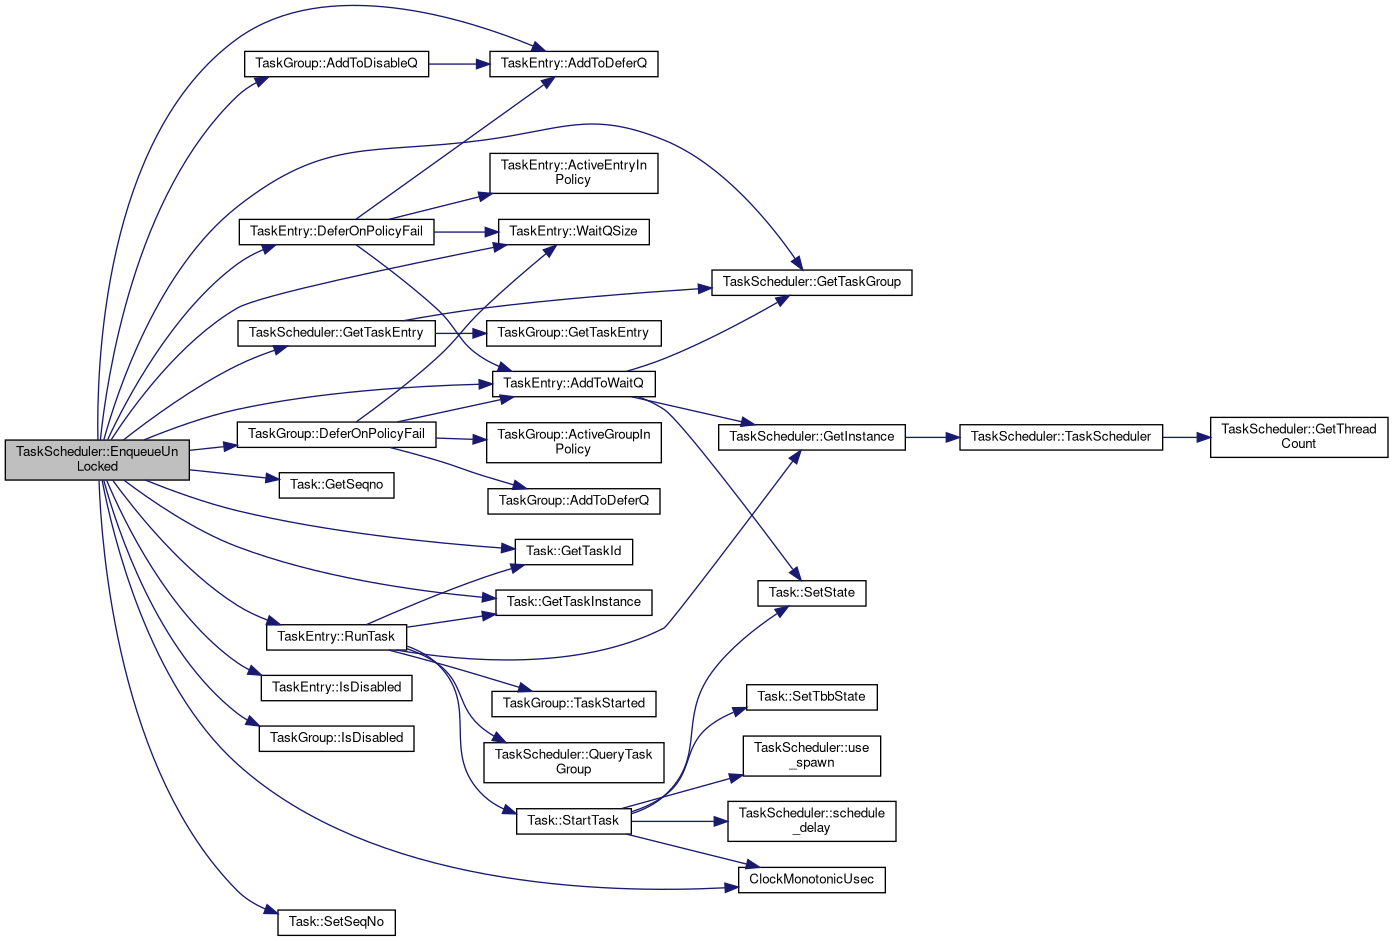 TaskScheduler::EnqueueUn
Locked
TaskGroup::AddToDisableQ
TaskEntry::AddToDeferQ
TaskEntry::ActiveEntryIn
Policy
TaskEntry::DeferOnPolicyFail
TaskEntry::WaitQSize
TaskScheduler::GetTaskGroup
TaskScheduler::GetTaskEntry
TaskGroup::GetTaskEntry
TaskEntry::AddToWaitQ
TaskGroup::DeferOnPolicyFail
TaskGroup::ActiveGroupIn
Policy
TaskScheduler::GetInstance
TaskScheduler::TaskScheduler
TaskScheduler::GetThread
Count
Task::GetSeqno
TaskGroup::AddToDeferQ
Task::GetTaskId
Task::GetTaskInstance
Task::SetState
TaskEntry::RunTask
TaskEntry::IsDisabled
TaskGroup::TaskStarted
Task::SetTbbState
TaskGroup::IsDisabled
TaskScheduler::QueryTask
Group
TaskScheduler::use
_spawn
Task::StartTask
TaskScheduler::schedule
_delay
ClockMonotonicUsec
Task::SetSeqNo